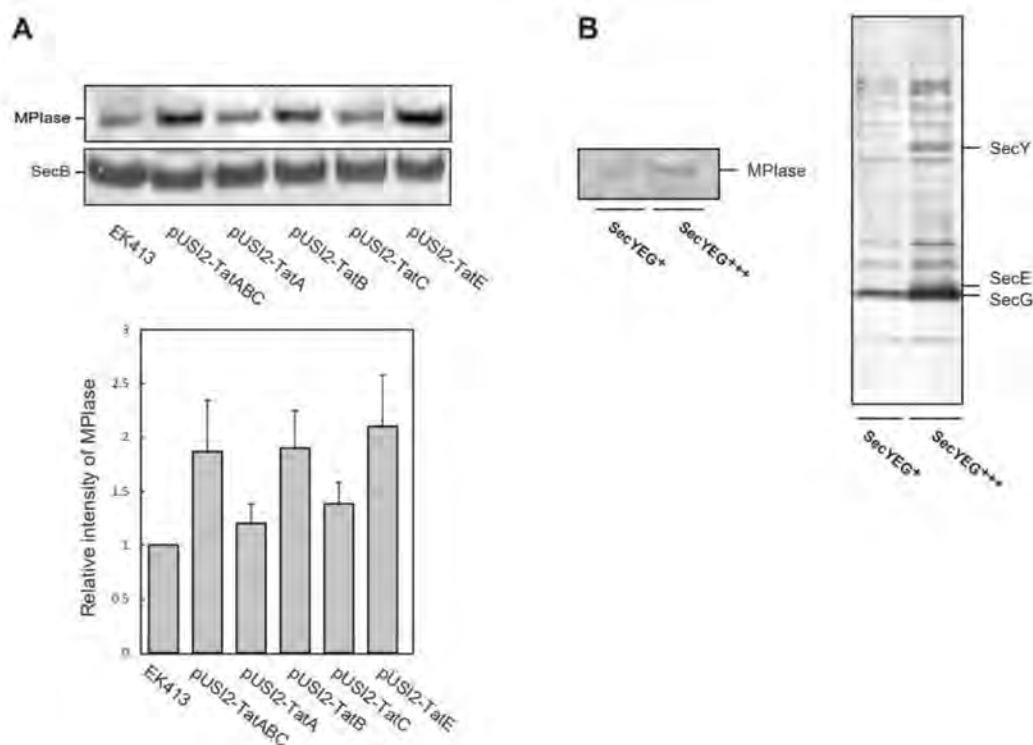 A
MPIase
SecB
EK413
pUSI2-TatABC
pUSI2-TatA
pUSI2-TatB
pUSI2-TatC
pUSI2-TatE
Relative intensity of MPIase
3
2.5
2
1.5
1
0.5
0
EK413
pUSI2-TatABC
pUSI2-TatA
pUSI2-TatB
pUSI2-TatC
pUSI2-TatE
B
MPIase
SecYEG+
SecYEG+++
SecY
SecE
SecG
SecYEG+
SecYEG+++